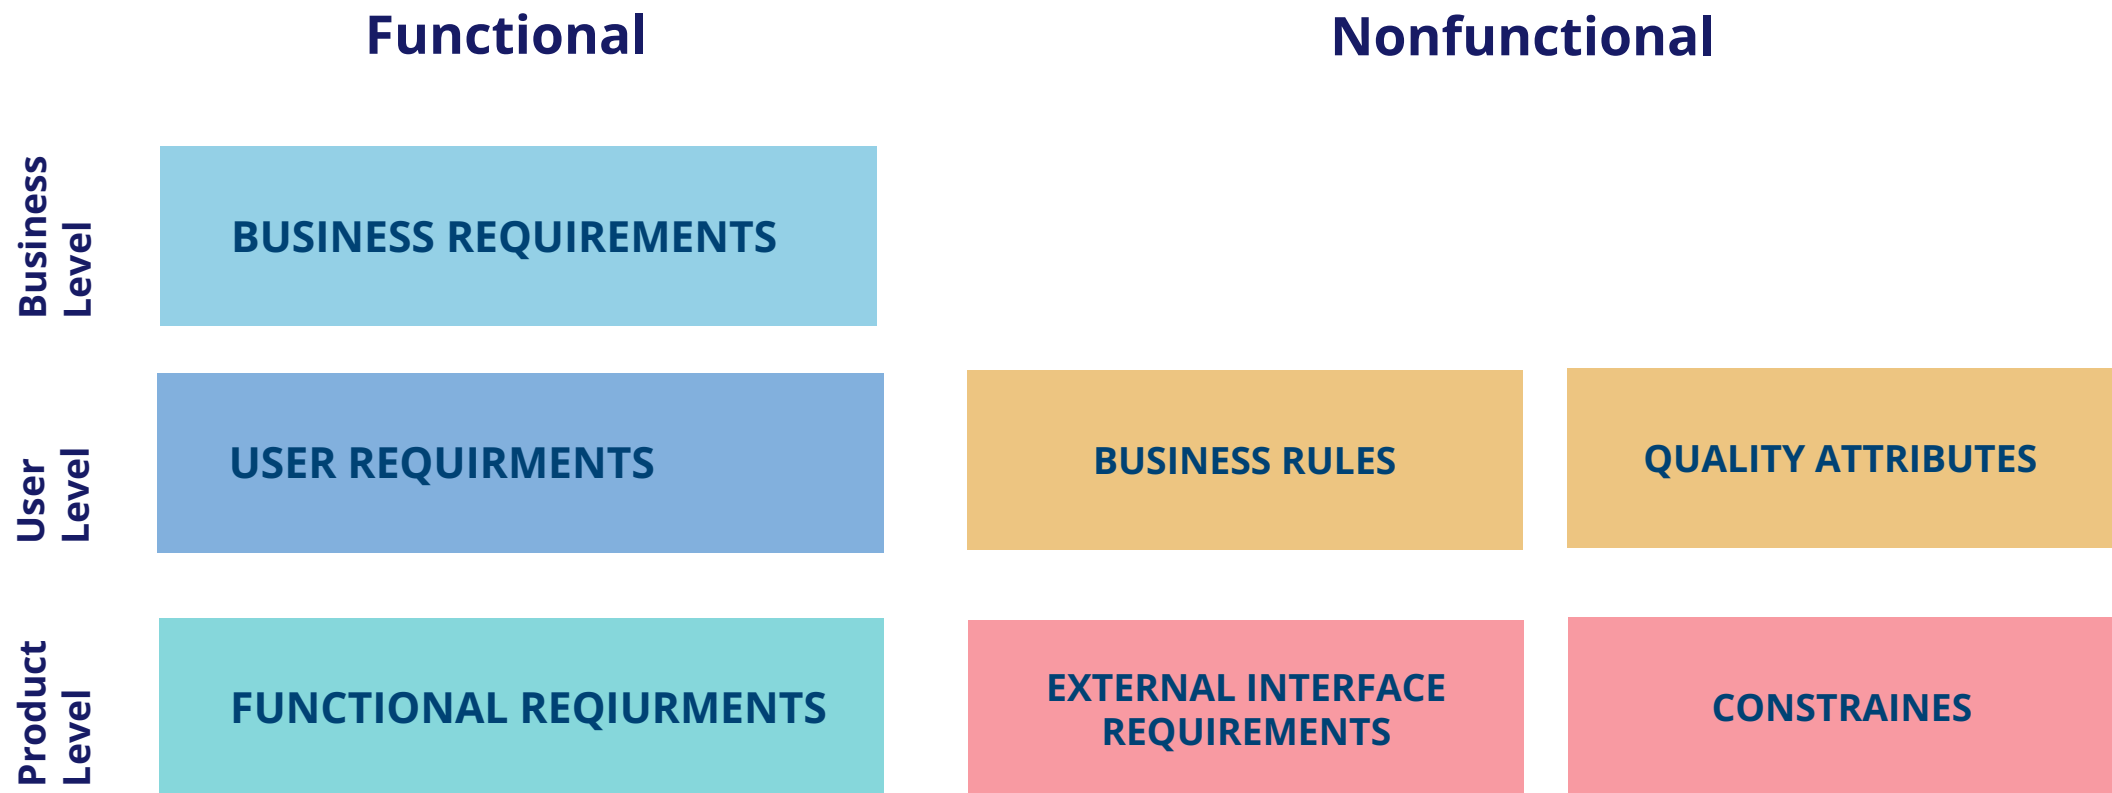 Functional
Nonfunctional
Business
Level
BUSINESS REQUIREMENTS
User
Level
USER REQUIRMENTS
BUSINESS RULES
QUALITY ATTRIBUTES
Product
Level
FUNCTIONAL REQIURMENTS
EXTERNAL INTERFACE
REQUIREMENTS
CONSTRAINES